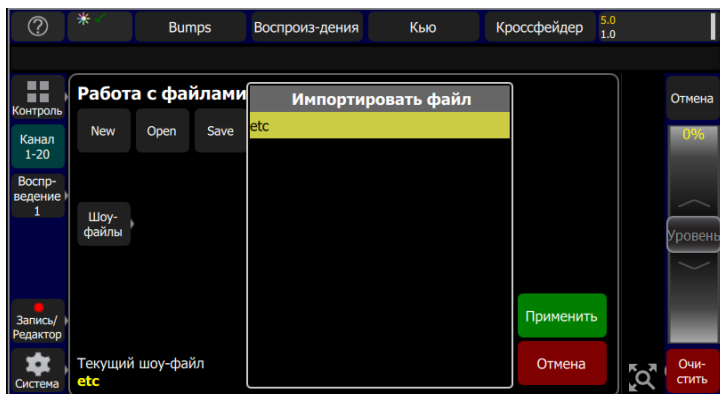 ?
Bumps
Воспроиз-дения
Кью
Кроссфейдер
5.0
1.0
Контроль
Канал
1-20
Воспр-
ведение
1
Запись/
Редактор
Система
Работа с файлами
New
Open
Save
Шоу-
файлы
Текущий шоу-файл
etc
Импортировать файл
etc
Применить
Отмена
Отмена
0%
Уровень
Очи-
стить